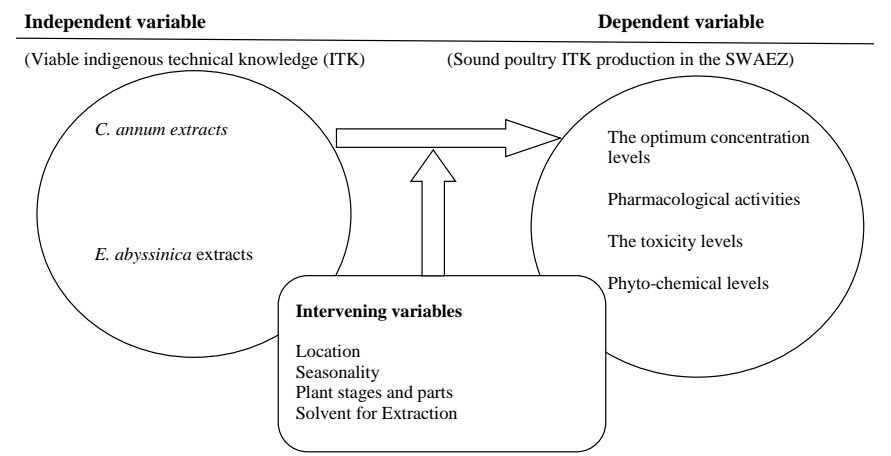 Independent variable
Dependent variable
(Viable indigenous technical knowledge (ITK)
(Sound poultry ITK production in the SWAEZ)
C. annum extracts
E. abyssinica extracts
The optimum concentration
levels
Pharmacological activities
The toxicity levels
Phyto-chemical levels
Intervening variables
Location
Seasonality
Plant stages and parts
Solvent for Extraction